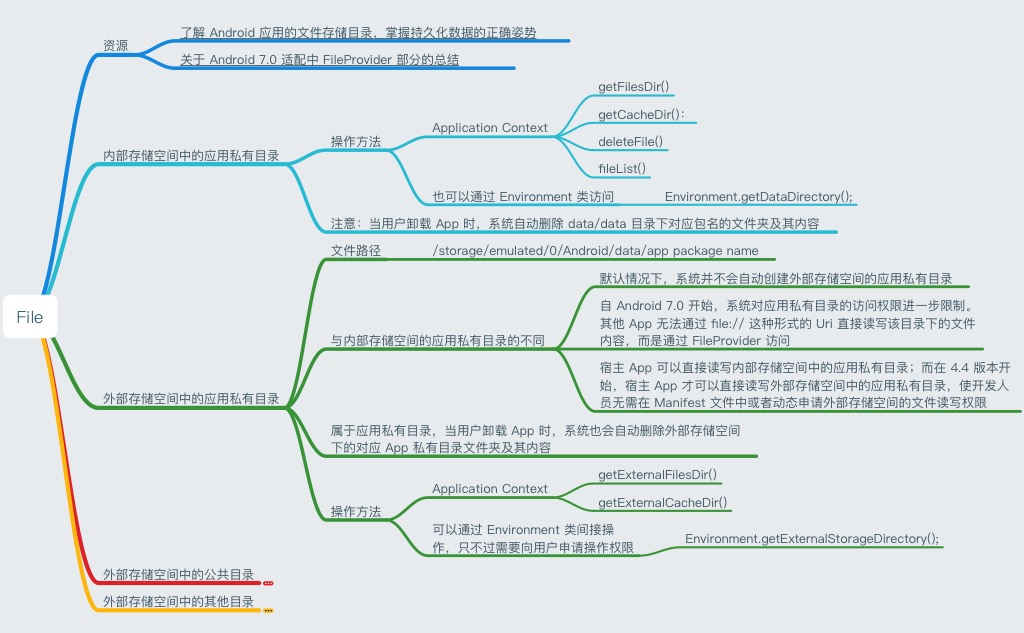 File
资源
了解 Android 应用的文件存储目录，掌握持久化数据的正确姿势
关于 Android 7.0 适配中 FileProvider 部分的总结
内部存储空间中的应用私有目录
操作方法
Application Context
getFilesDir()
getCacheDir()：
deleteFile()
fileList()
也可以通过 Environment 类访问
Environment.getDataDirectory();
注意：当用户卸载 App 时，系统自动删除 data/data 目录下对应包名的文件夹及其内容
外部存储空间中的应用私有目录
文件路径
/storage/emulated/0/Android/data/app package name
与内部存储空间的应用私有目录的不同
默认情况下，系统并不会自动创建外部存储空间的应用私有目录
自 Android 7.0 开始，系统对应用私有目录的访问权限进一步限制。
其他 App 无法通过 file:// 这种形式的 Uri 直接读写该目录下的文件
内容，而是通过 FileProvider 访问
宿主 App 可以直接读写内部存储空间中的应用私有目录；而在 4.4 版本开
始，宿主 App 才可以直接读写外部存储空间中的应用私有目录，使开发人
员无需在 Manifest 文件中或者动态申请外部存储空间的文件读写权限
属于应用私有目录，当用户卸载 App 时，系统也会自动删除外部存储空间
下的对应 App 私有目录文件夹及其内容
操作方法
Application Context
getExternalFilesDir()
getExternalCacheDir()
可以通过 Environment 类间接操
作，只不过需要向用户申请操作权限
Environment.getExternalStorageDirectory();
外部存储空间中的公共目录
外部存储空间中的其他目录